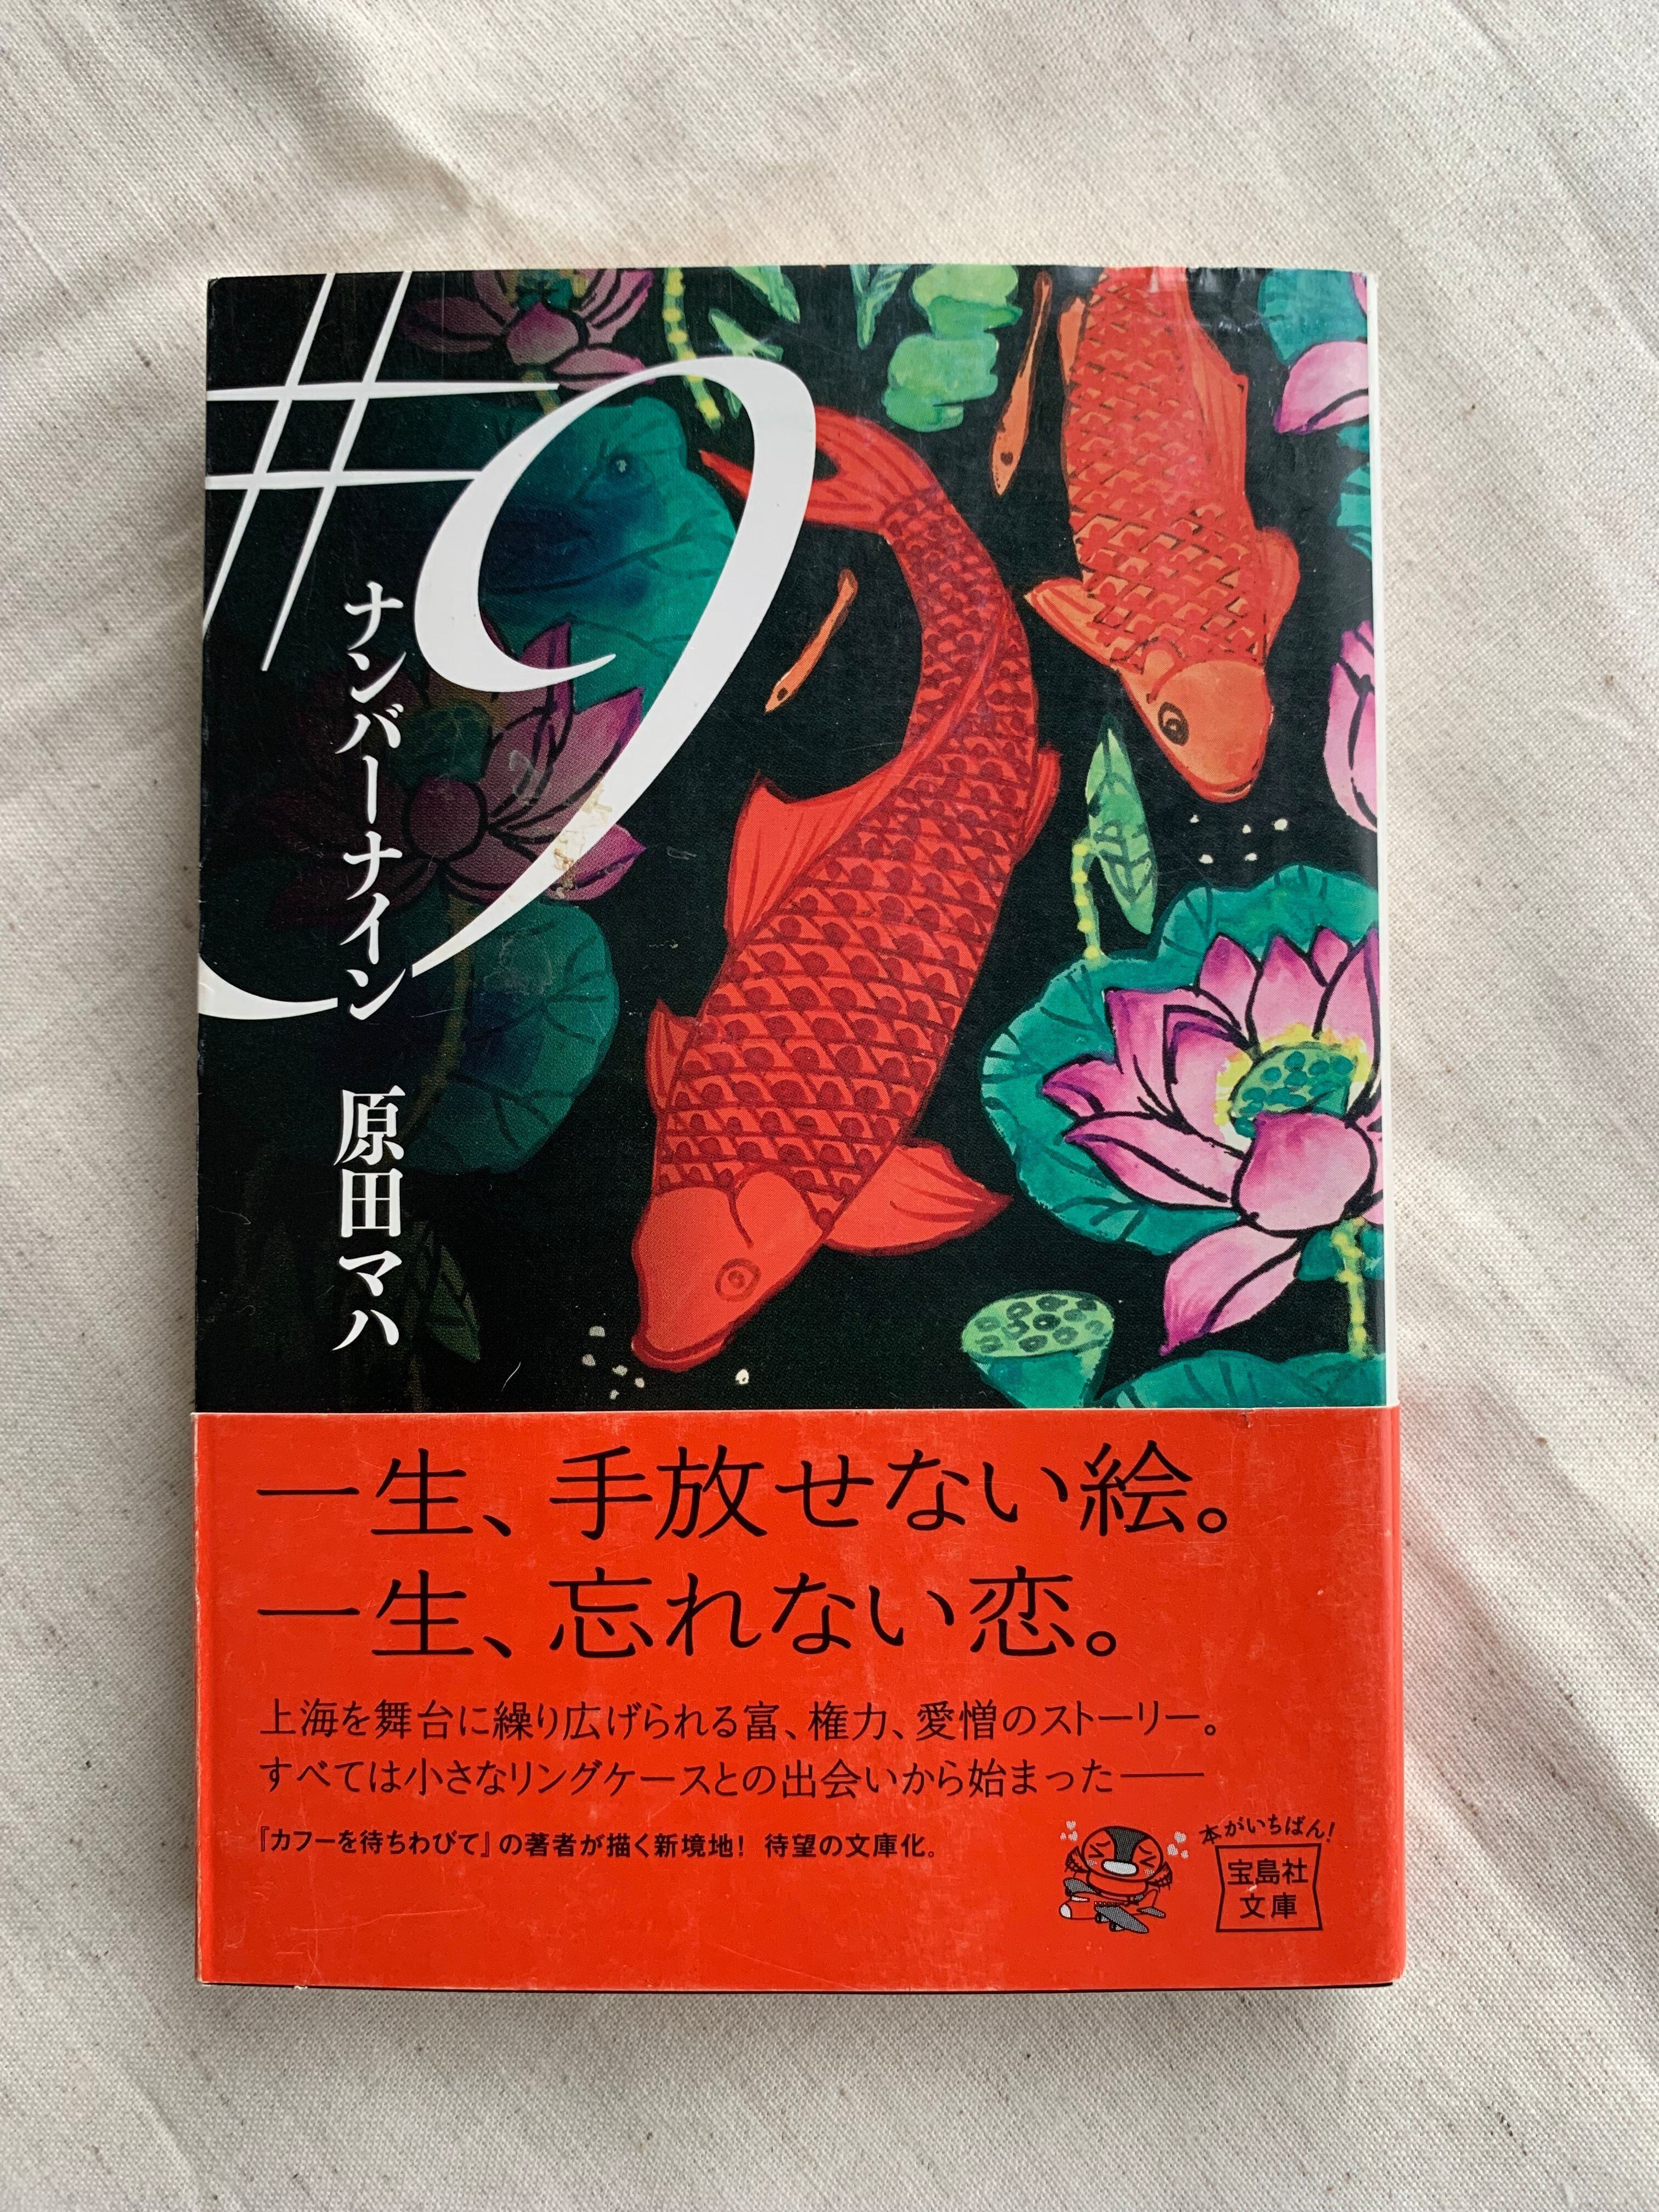 #9
ナンバーナイン 原田マハ
一生、手放せない絵。
一生、忘れない恋。
上海を舞台に繰り広げられる富、権力、愛憎のストーリー。
すべては小さなリングケースとの出会いから始まった――
『カフーを待ちわびて』の著者が描く新境地! 待望の文庫化。
本がいちばん!
宝島社
文庫